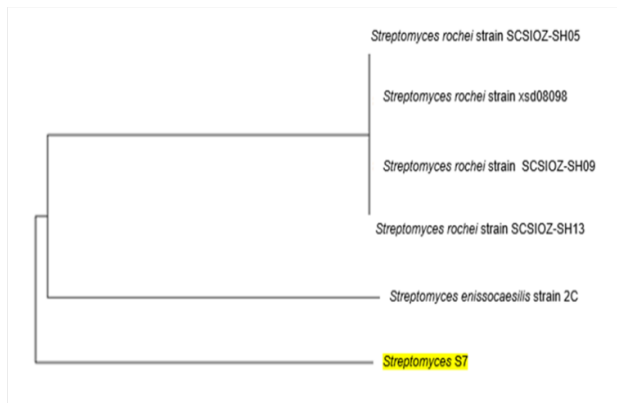 Streptomyces rochei strain SCSIOZ-SH05
Streptomyces rochei strain xsd08098
Streptomyces rochei strain SCSIOZ-SH09
Streptomyces rochei strain SCSIOZ-SH13
Streptomyces enissocaesilis strain 2C
Streptomyces S7